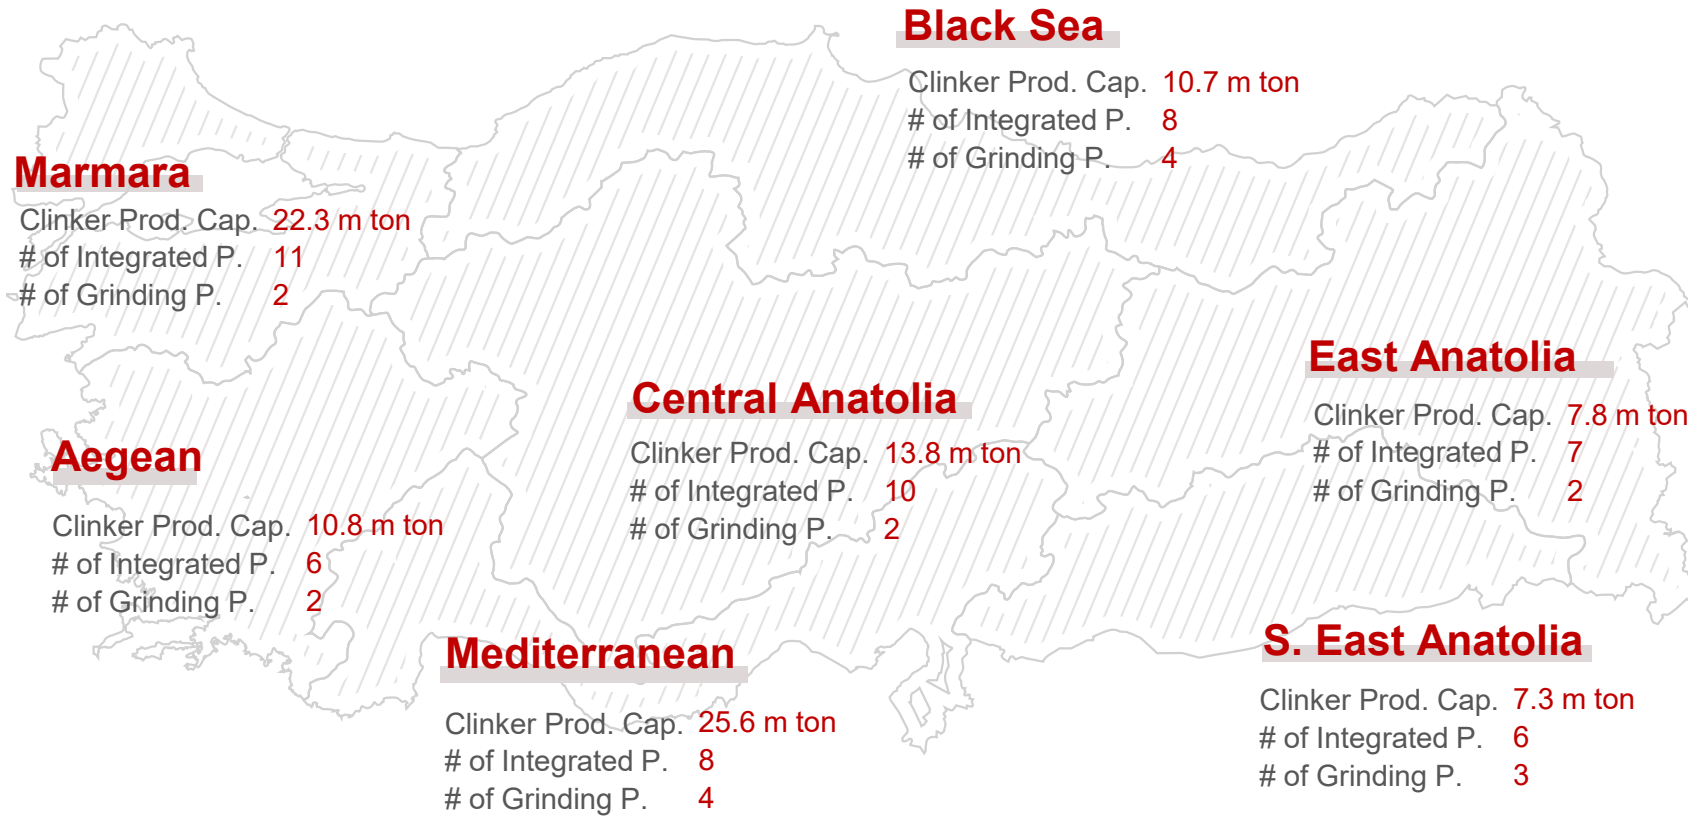 Black Sea
Clinker Prod. Cap. 10.7 m ton
# of Integrated P. 8
# of Grinding P. 4
Marmara
Clinker Prod. Cap. 22.3 m ton
# of Integrated P. 11
# of Grinding P. 2
East Anatolia
Clinker Prod. Cap. 7.8 m ton
# of Integrated P. 7
# of Grinding P. 2
Central Anatolia
Clinker Prod. Cap. 13.8 m ton
# of Integrated P. 10
# of Grinding P. 2
Aegean
Clinker Prod. Cap. 10.8 m ton
# of Integrated P. 6
# of Grinding P. 2
Mediterranean
Clinker Prod. Cap. 25.6 m ton
# of Integrated P. 8
# of Grinding P. 4
S. East Anatolia
Clinker Prod. Cap. 7.3 m ton
# of Integrated P. 6
# of Grinding P. 3